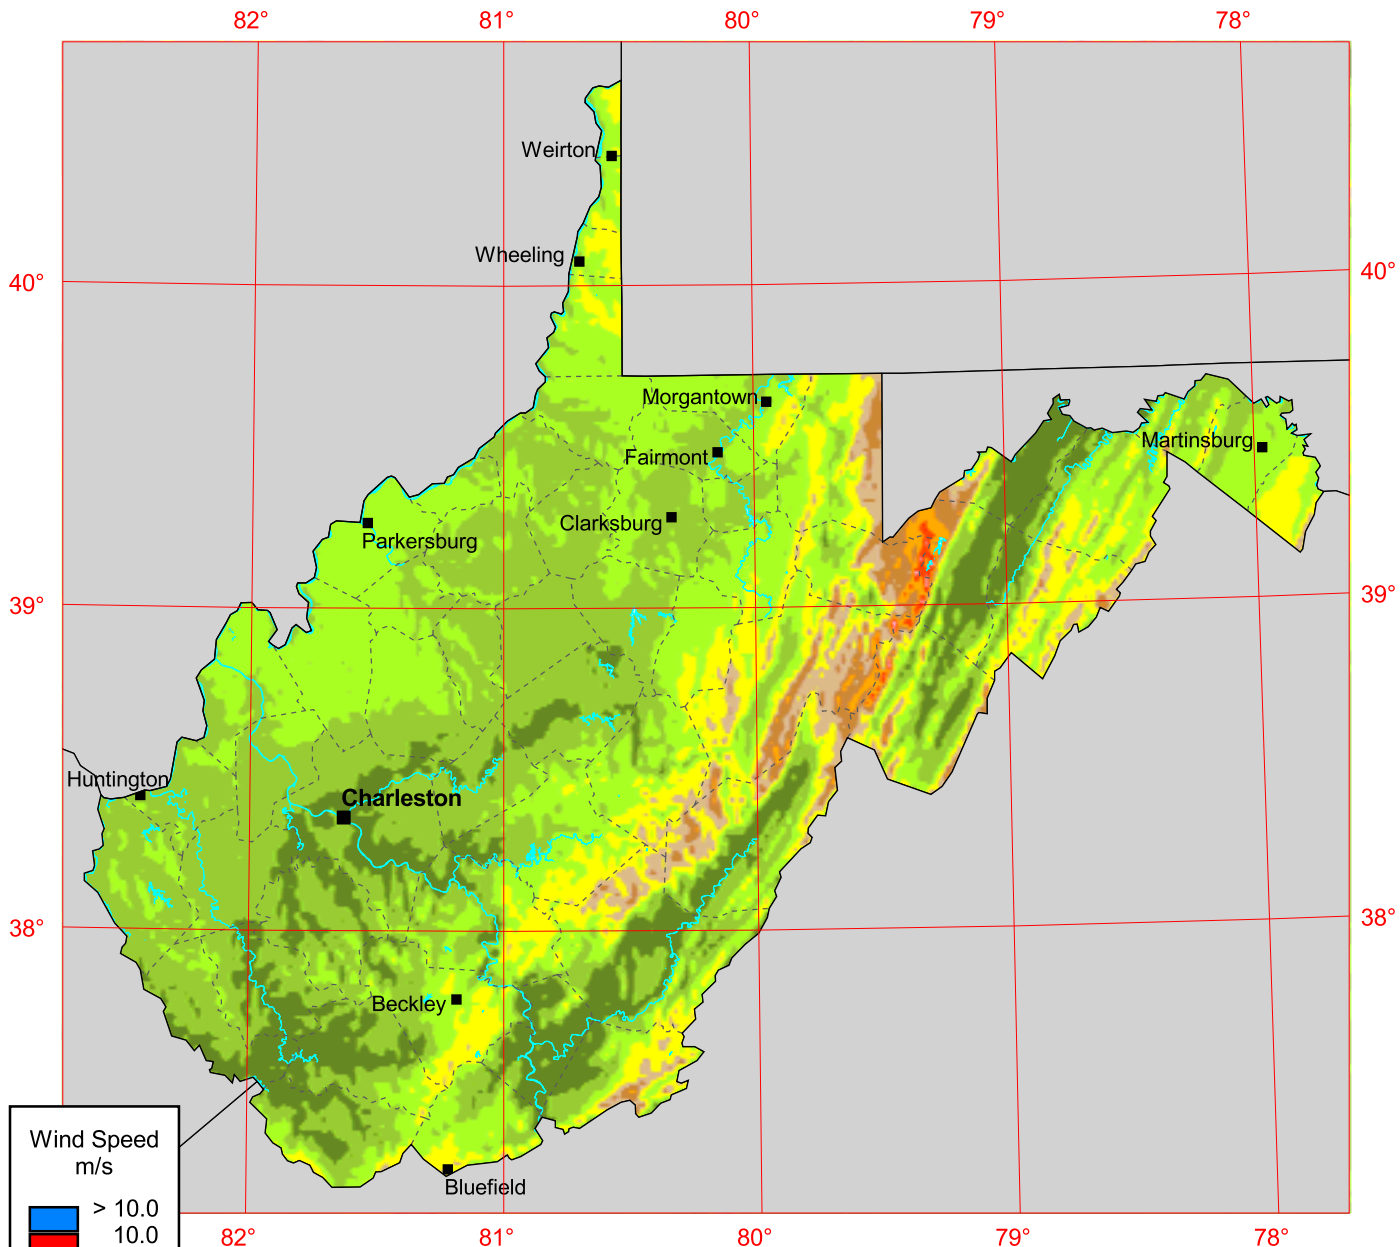 82° 81° 80° 79° 78°
Weirton
Wheeling
40° 40°
Morgantown
Martinsburg
Fairmont
Clarksburg
Parkersburg
39° 39°
Huntington
Charleston
38° 38°
Beckley
Wind Speed
m/s
Bluefield
> 10.0
10.0
82° 81° 80° 79° 78°